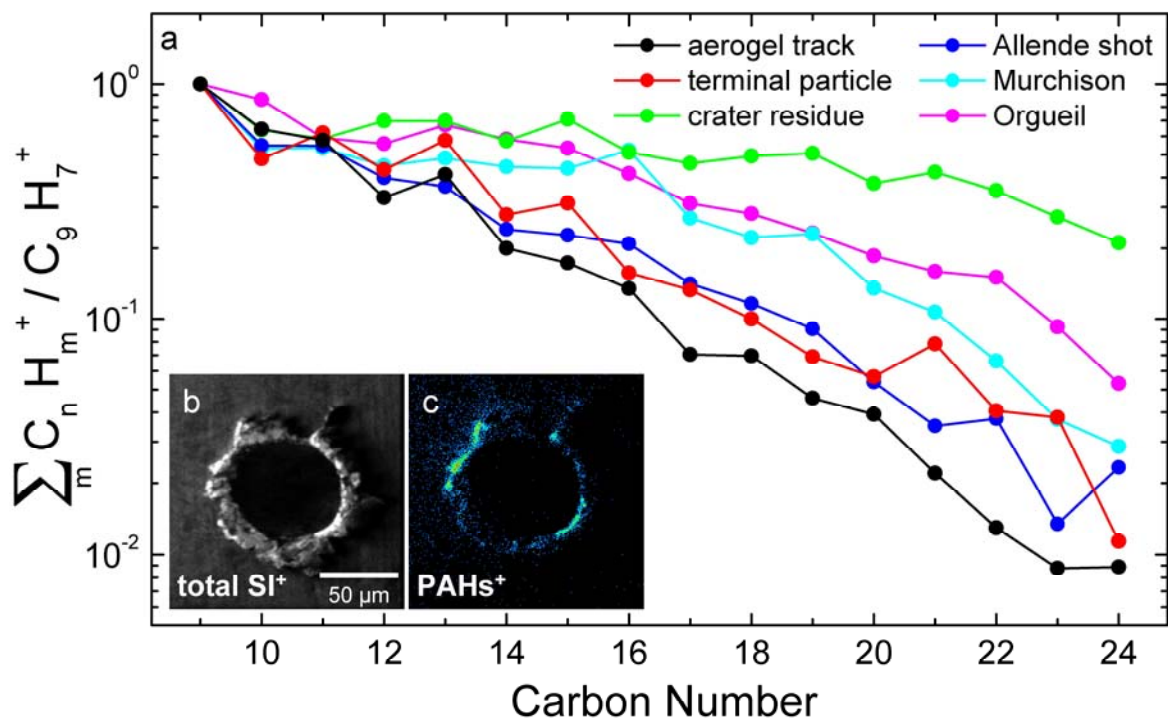 a
aerogel track
terminal particle
crater residue
Allende shot
Murchison
Orgueil
10⁰
10⁻¹
10⁻²
∑ₘ CₙHₘ⁺ / C₉H₇⁺
b
total SI⁺
50 µm
c
PAHs⁺
10 12 14 16 18 20 22 24
Carbon Number